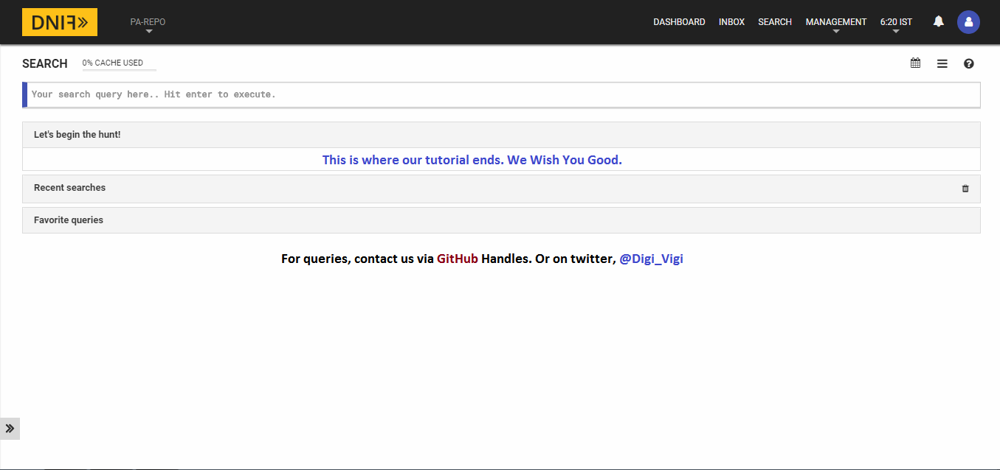 DNIF»
PA-REPO
DASHBOARD INBOX SEARCH MANAGEMENT 6:20 IST
SEARCH 0% CACHE USED
Your search query here.. Hit enter to execute.
Let's begin the hunt!
This is where our tutorial ends. We Wish You Good.
Recent searches
Favorite queries
For queries, contact us via GitHub Handles. Or on twitter, @Digi_Vigi